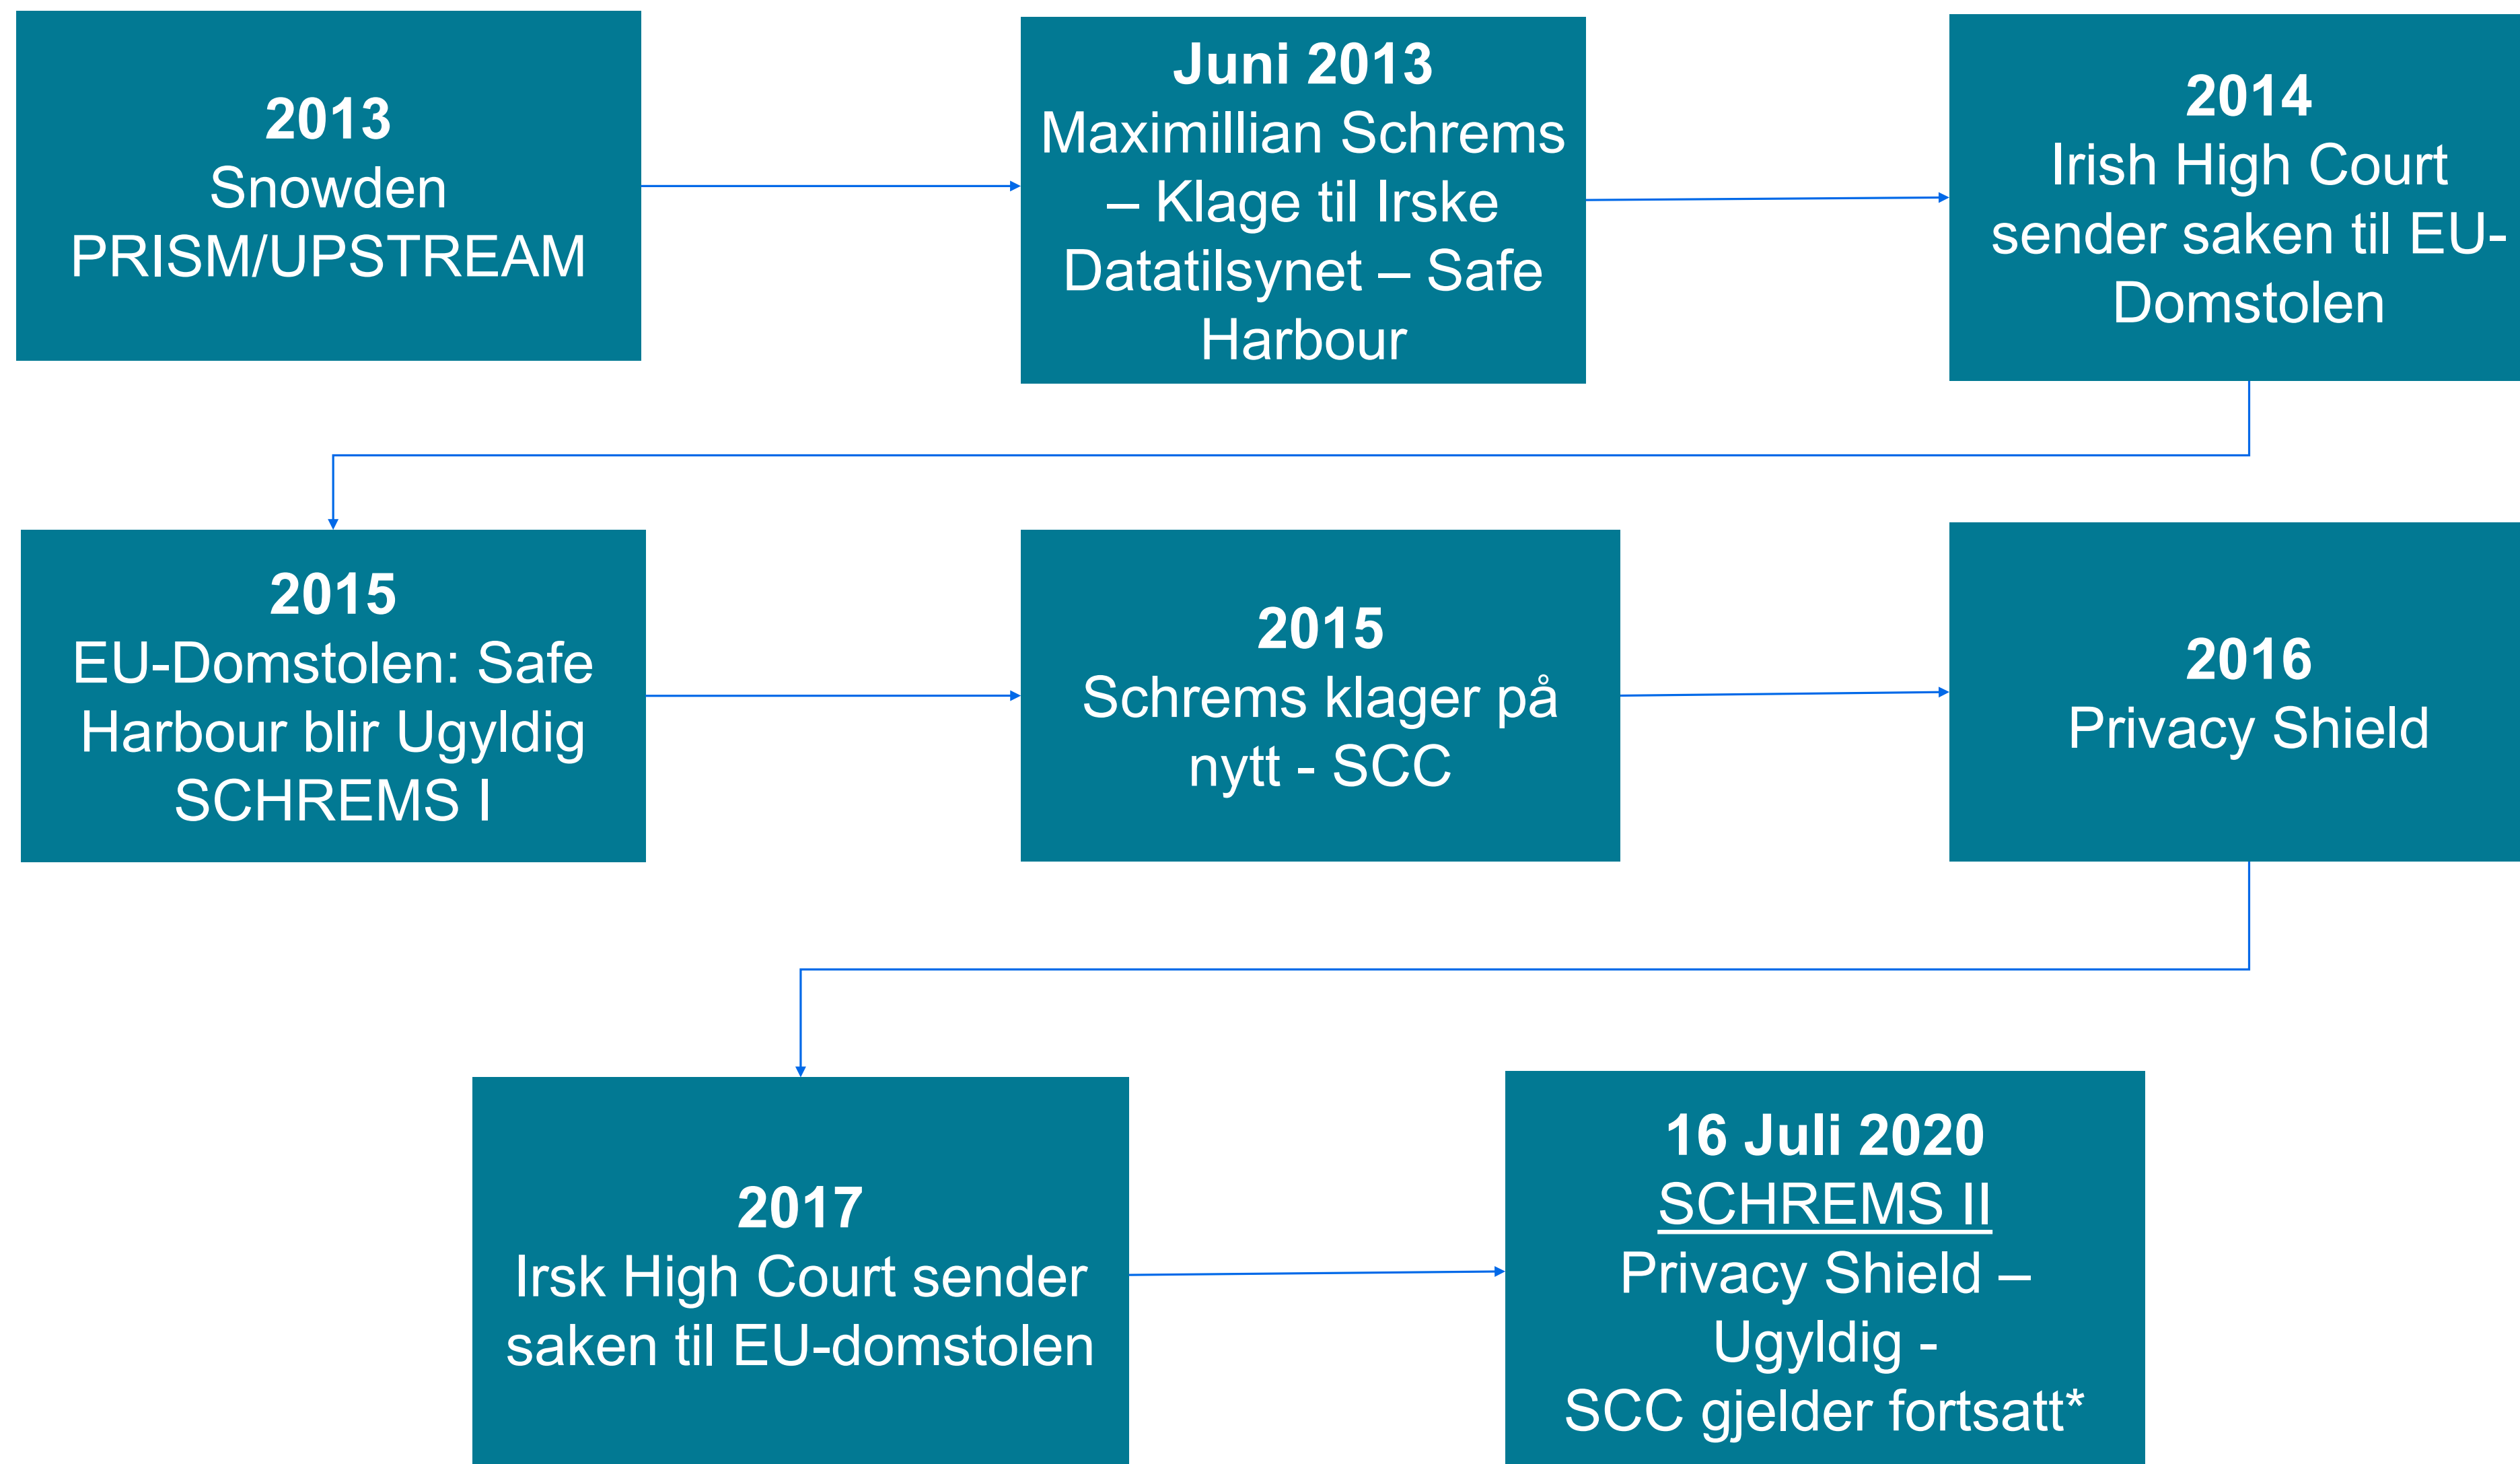 2013
Snowden
PRISM/UPSTREAM
Juni 2013
Maximillian Schrems
– Klage til Irske
Datatilsynet – Safe
Harbour
2014
Irish High Court
sender saken til EU-
Domstolen
2015
EU-Domstolen: Safe
Harbour blir Ugyldig
SCHREMS I
2015
Schrems klager på
nytt - SCC
2016
Privacy Shield
2017
Irsk High Court sender
saken til EU-domstolen
16 Juli 2020
SCHREMS II
Privacy Shield –
Ugyldig -
SCC gjelder fortsatt*